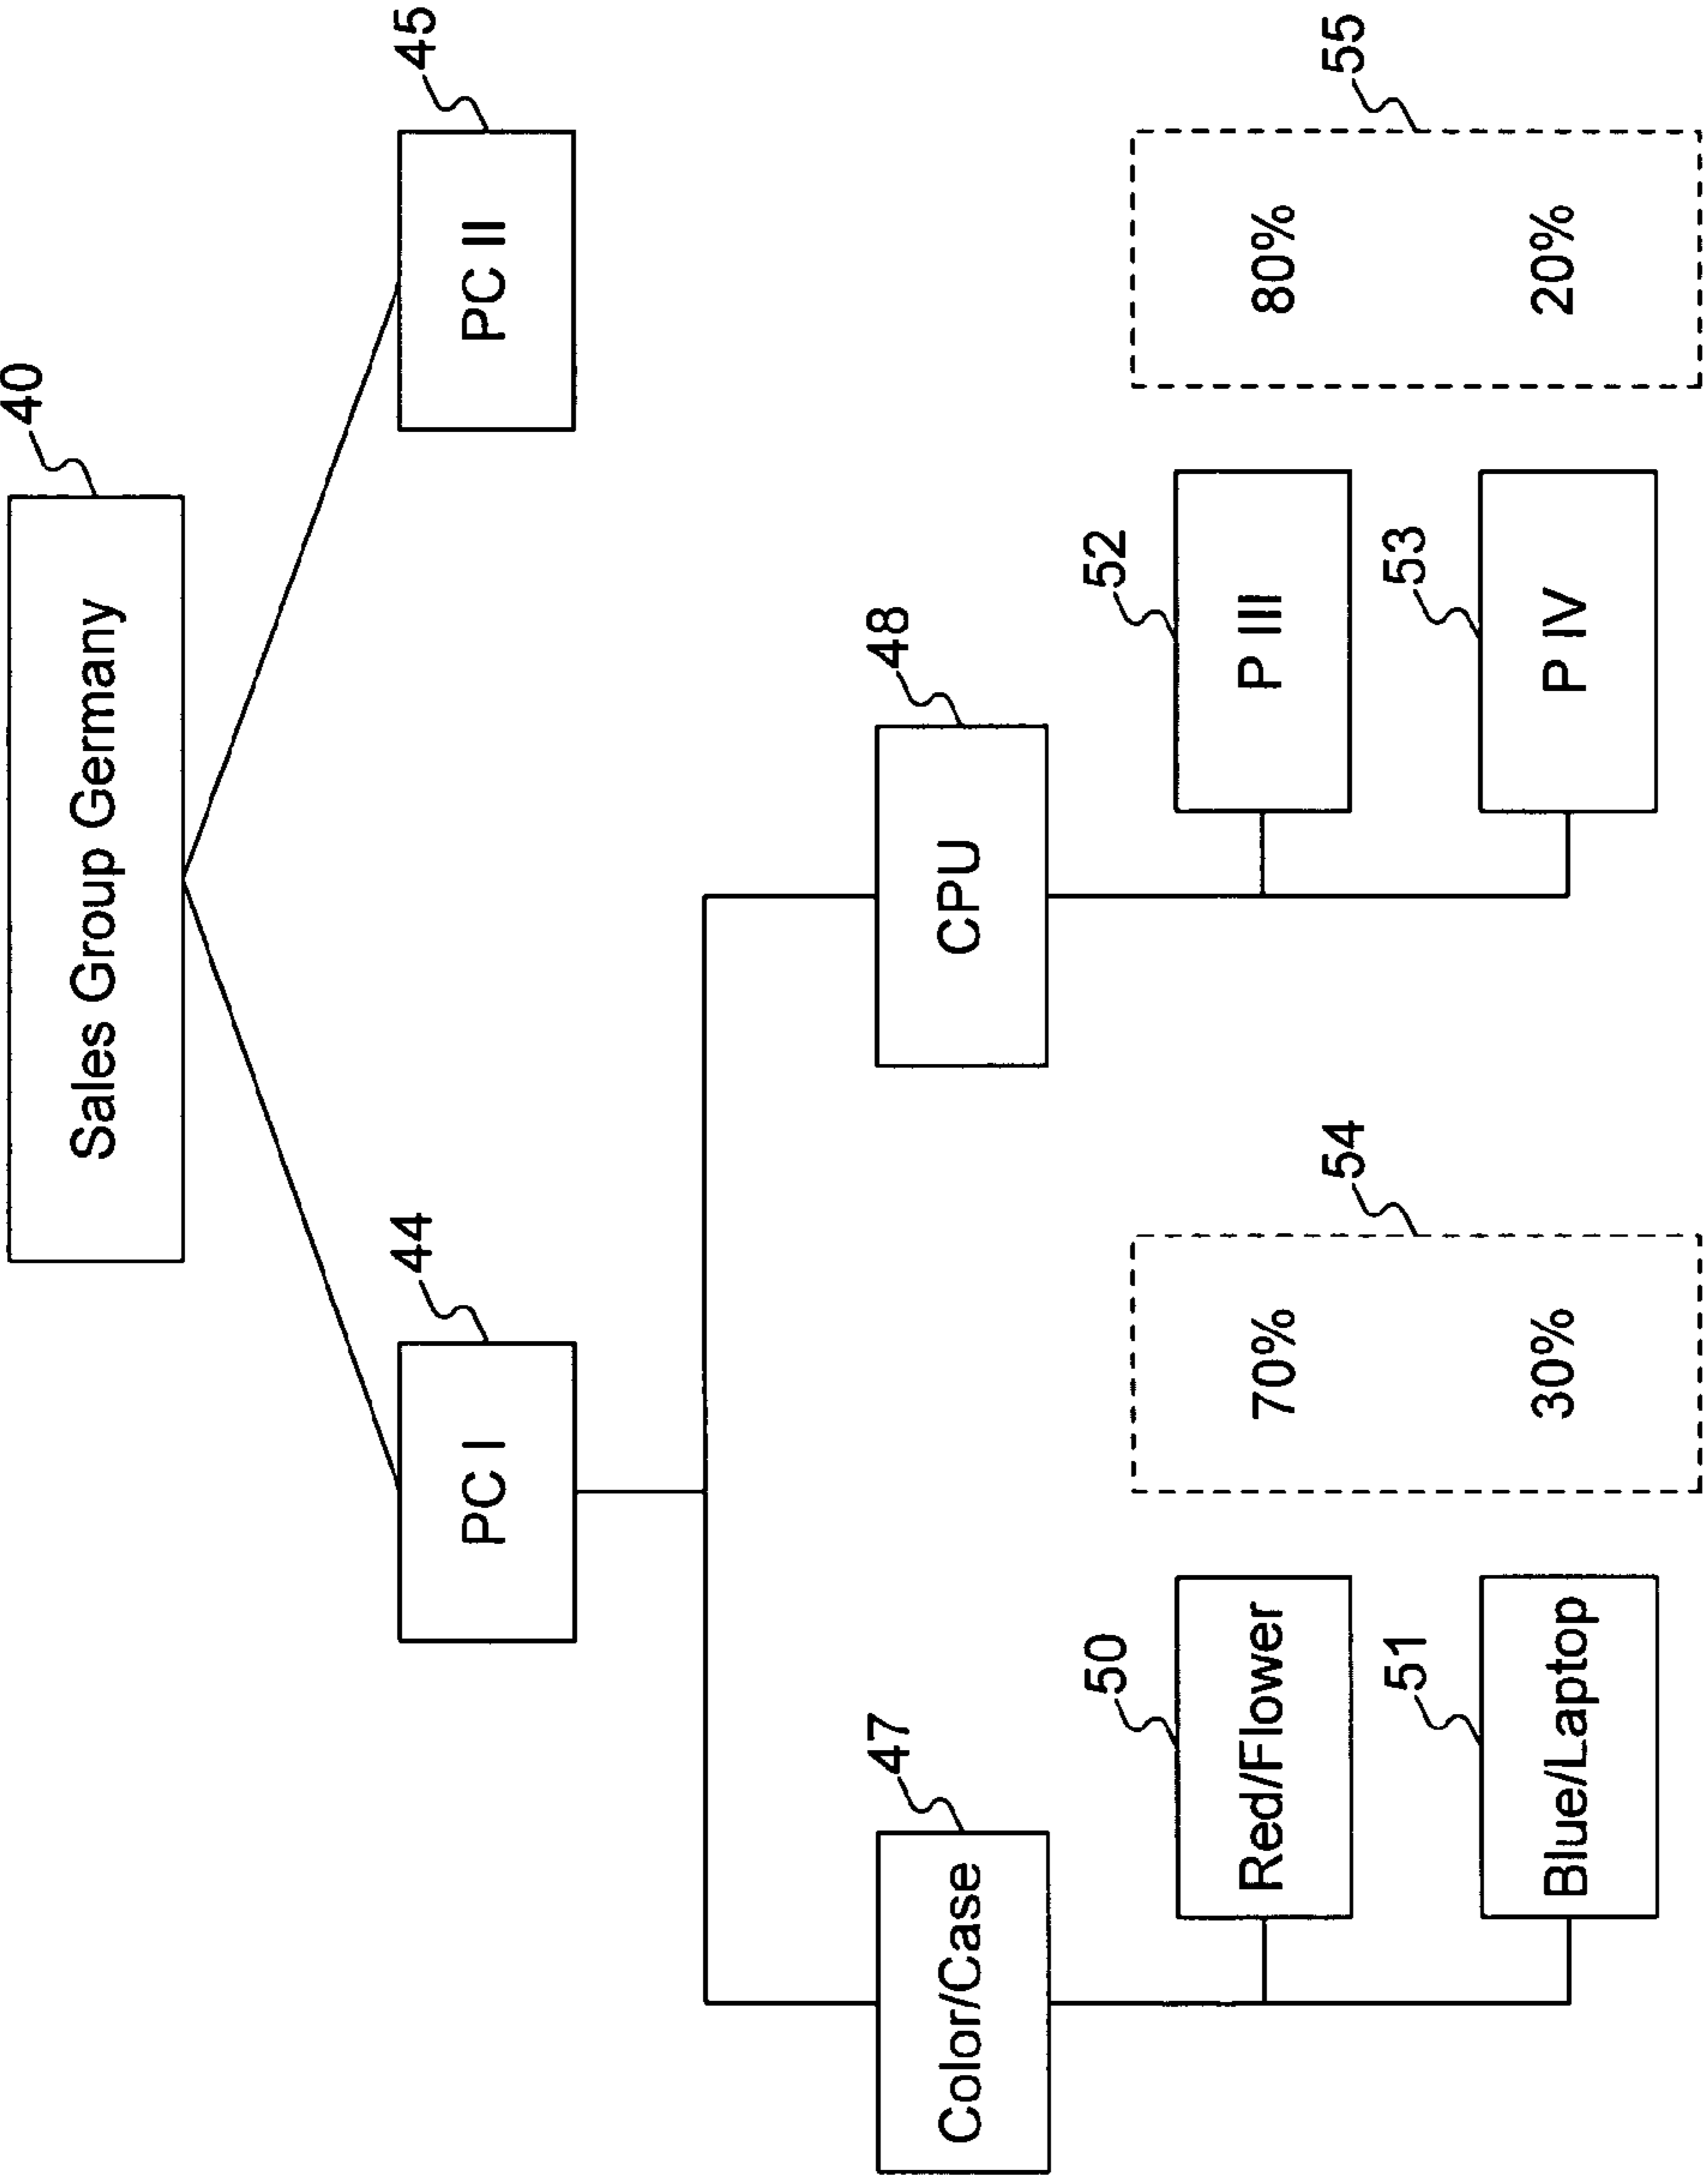 40
Sales Group Germany
44
PC I
45
PC II
47
Color/Case
48
CPU
50
Red/Flower
54
70%
52
P III
55
80%
51
Blue/Laptop
30%
53
P IV
20%